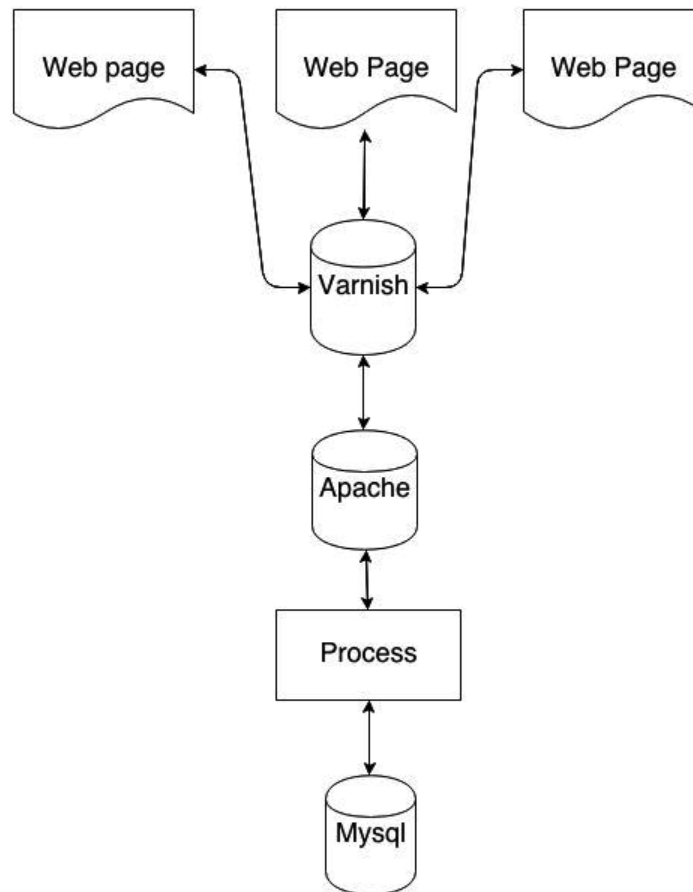 Web page
Web Page
Web Page
Varnish
Apache
Process
Mysql